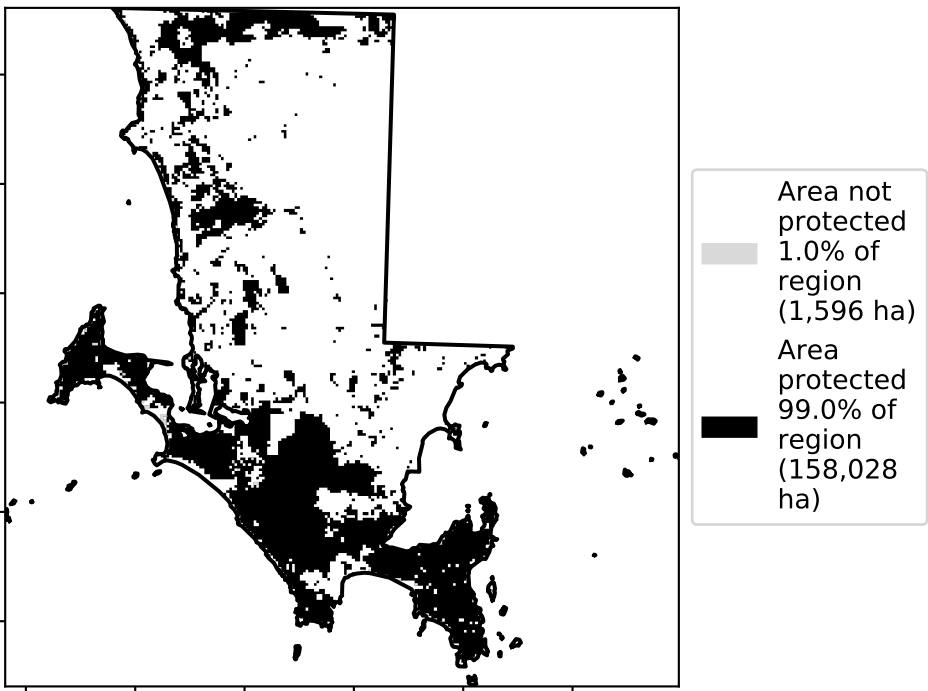 Area not
protected
1.0% of
region
(1,596 ha)
Area
protected
99.0% of
region
(158,028
ha)